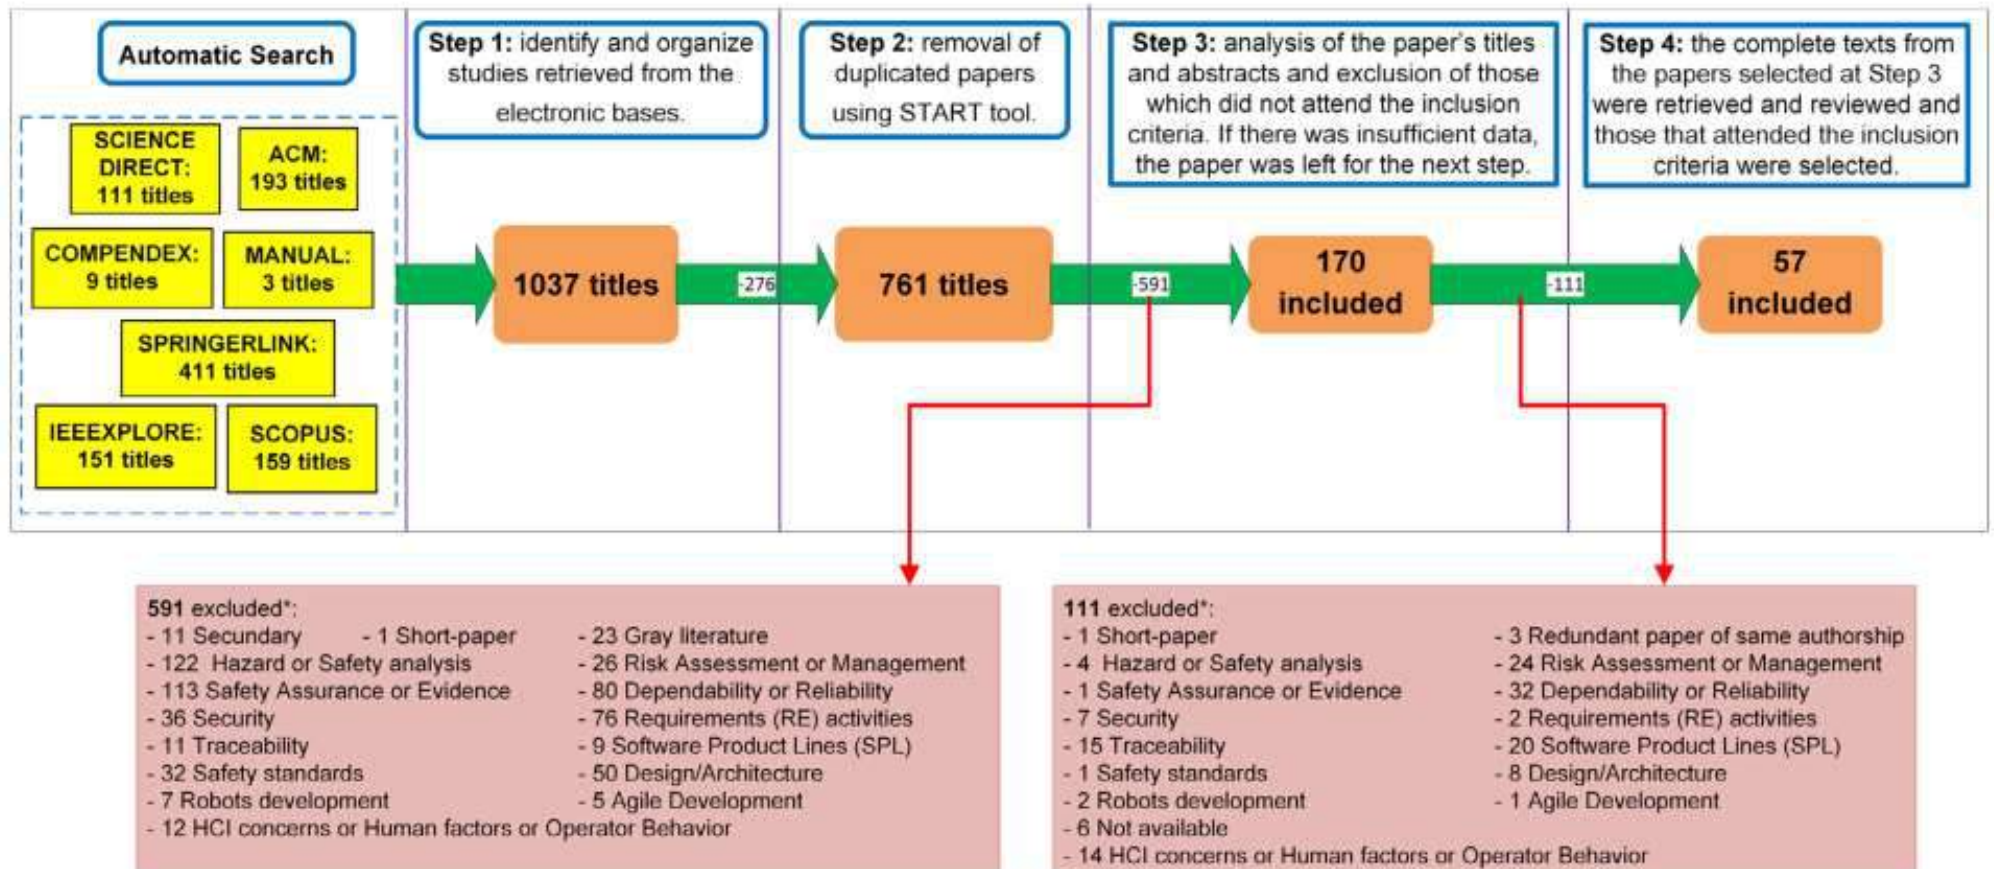 Automatic Search
SCIENCE
DIRECT:
111 titles
ACM:
193 titles
COMPENDEX:
9 titles
MANUAL:
3 titles
SPRINGERLINK:
411 titles
IEEEXPLORE:
151 titles
SCOPUS:
159 titles
Step 1: identify and organize
studies retrieved from the
electronic bases.
1037 titles
-276
Step 2: removal of
duplicated papers
using START tool.
761 titles
-591
Step 3: analysis of the paper's titles
and abstracts and exclusion of those
which did not attend the inclusion
criteria. If there was insufficient data,
the paper was left for the next step.
170
included
-111
Step 4: the complete texts from
the papers selected at Step 3
were retrieved and reviewed and
those that attended the inclusion
criteria were selected.
57
included
591 excluded*:
- 11 Secundary - 1 Short-paper - 23 Gray literature
- 122 Hazard or Safety analysis - 26 Risk Assessment or Management
- 113 Safety Assurance or Evidence - 80 Dependability or Reliability
- 36 Security - 76 Requirements (RE) activities
- 11 Traceability - 9 Software Product Lines (SPL)
- 32 Safety standards - 50 Design/Architecture
- 7 Robots development - 5 Agile Development
- 12 HCI concerns or Human factors or Operator Behavior
111 excluded*:
- 1 Short-paper - 3 Redundant paper of same authorship
- 4 Hazard or Safety analysis - 24 Risk Assessment or Management
- 1 Safety Assurance or Evidence - 32 Dependability or Reliability
- 7 Security - 2 Requirements (RE) activities
- 15 Traceability - 20 Software Product Lines (SPL)
- 1 Safety standards - 8 Design/Architecture
- 2 Robots development - 1 Agile Development
- 6 Not available
- 14 HCI concerns or Human factors or Operator Behavior